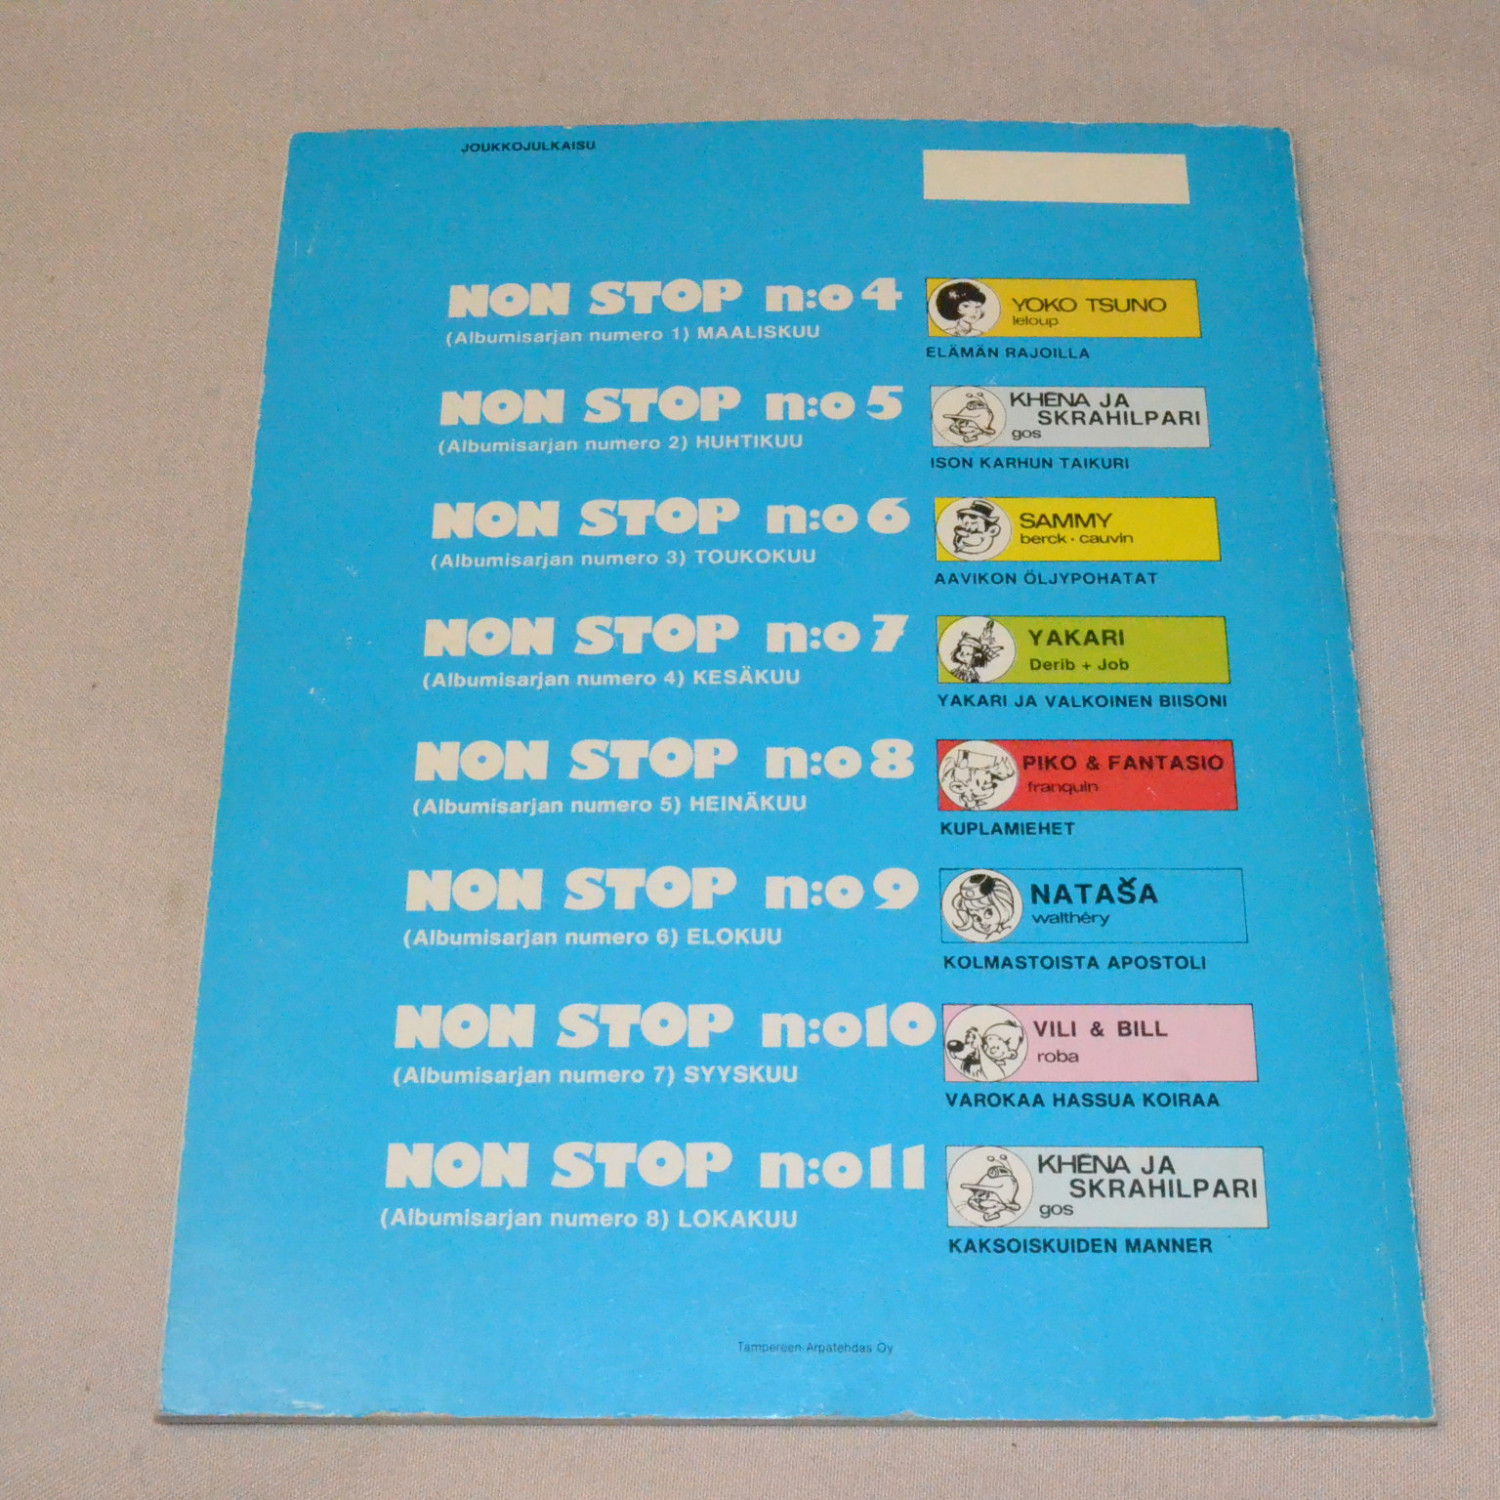 JOUKKOJULKAISU
NON STOP n:o 4
(Albumisarjan numero 1) MAALISKUU
YOKO TSUNO
leloup
ELÄMÄN RAJOILLA
NON STOP n:o 5
(Albumisarjan numero 2) HUHTIKUU
KHENA JA
SKRAHILPARI
gos
ISON KARHUN TAIKURI
NON STOP n:o 6
(Albumisarjan numero 3) TOUKOKUU
SAMMY
berck · cauvin
AAVIKON ÖLJYPOHATAT
NON STOP n:o 7
(Albumisarjan numero 4) KESÄKUU
YAKARI
Derib + Job
YAKARI JA VALKOINEN BIISONI
NON STOP n:o 8
(Albumisarjan numero 5) HEINÄKUU
PIKO & FANTASIO
franquin
KUPLAMIEHET
NON STOP n:o 9
(Albumisarjan numero 6) ELOKUU
NATAŠA
walthéry
KOLMASTOISTA APOSTOLI
NON STOP n:o 10
(Albumisarjan numero 7) SYYSKUU
VILI & BILL
roba
VAROKAA HASSUA KOIRAA
NON STOP n:o 11
(Albumisarjan numero 8) LOKAKUU
KHENA JA
SKRAHILPARI
gos
KAKSOISKUIDEN MANNER
Tampereen Arpatehdas Oy